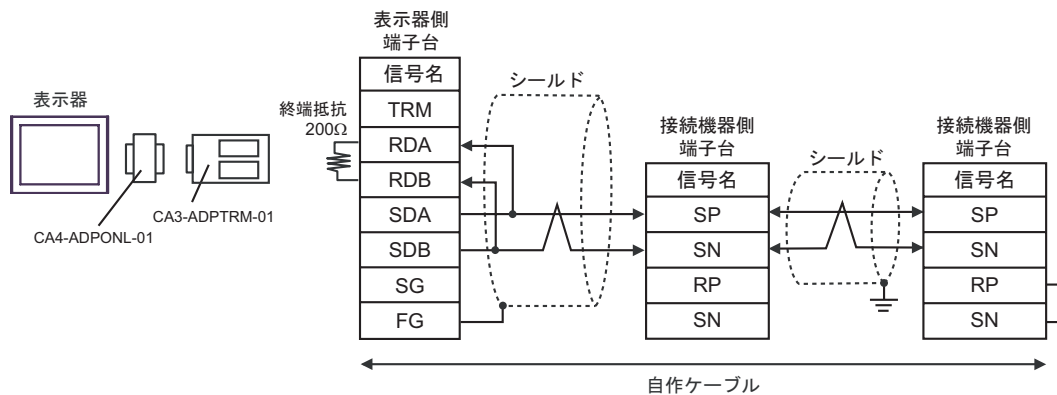 表示器
CA4-ADPONL-01
CA3-ADPTRM-01
終端抵抗
200Ω
表示器側
端子台
信号名
TRM
RDA
RDB
SDA
SDB
SG
FG
シールド
接続機器側
端子台
信号名
SP
SN
RP
SN
シールド
接続機器側
端子台
信号名
SP
SN
RP
SN
自作ケーブル